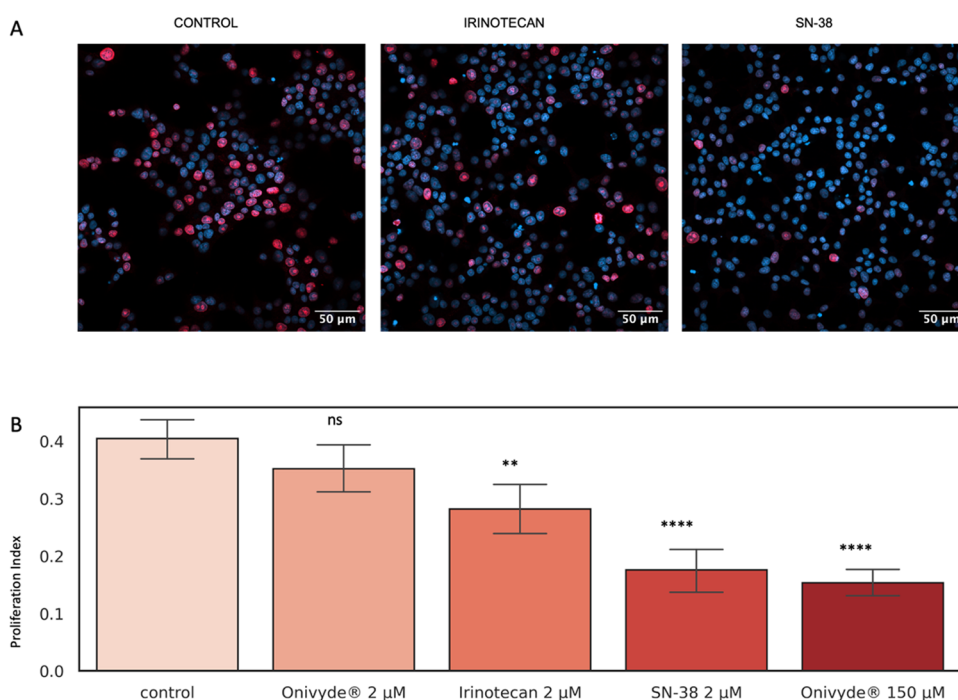 A
CONTROL
IRINOTECAN
SN-38
50 µm
50 µm
50 µm
B
Proliferation Index
0.4
0.3
0.2
0.1
0.0
ns
**
****
****
control
Onivyde® 2 µM
Irinotecan 2 µM
SN-38 2 µM
Onivyde® 150 µM